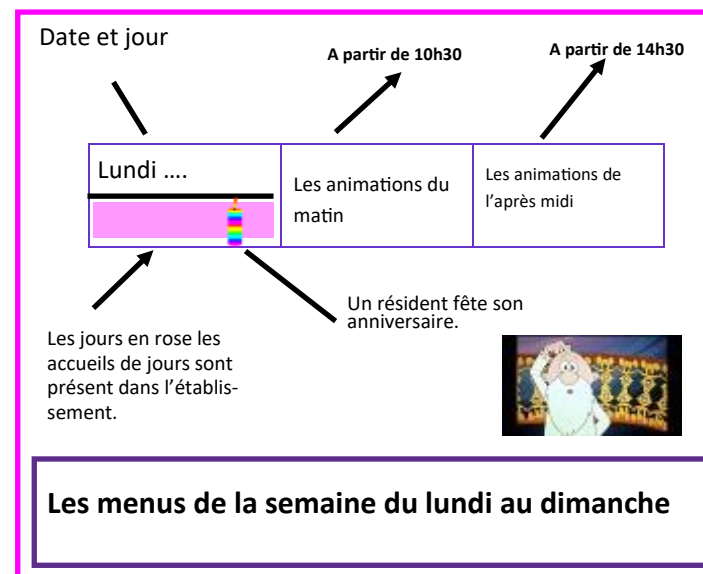 Date et jour
A partir de 10h30
A partir de 14h30
Lundi ....
Les animations du
matin
Les animations de
l'après midi
Un résident fête son
anniversaire.
Les jours en rose les
accueils de jours sont
présent dans l'établis-
sement.
Les menus de la semaine du lundi au dimanche